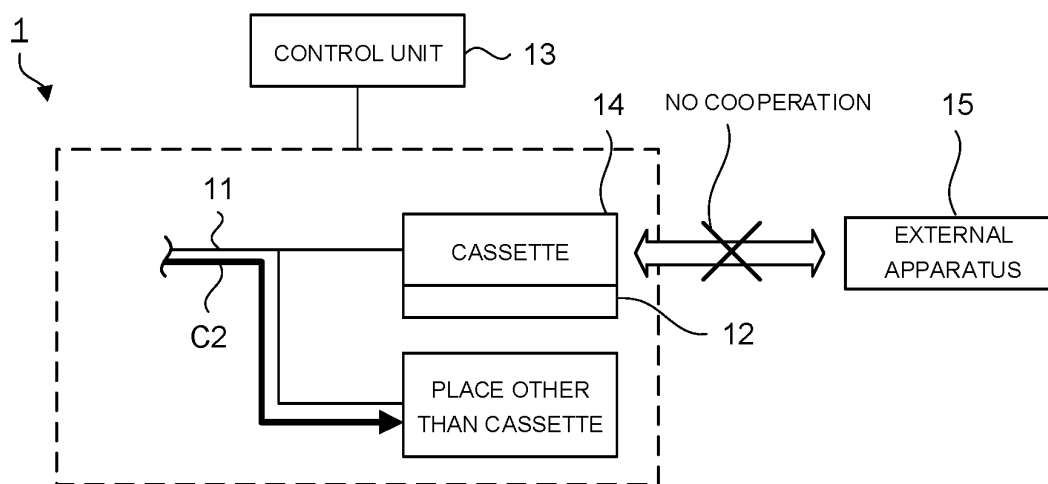 1
CONTROL UNIT
13
14
NO COOPERATION
15
11
CASSETTE
EXTERNAL
APPARATUS
C2
12
PLACE OTHER
THAN CASSETTE